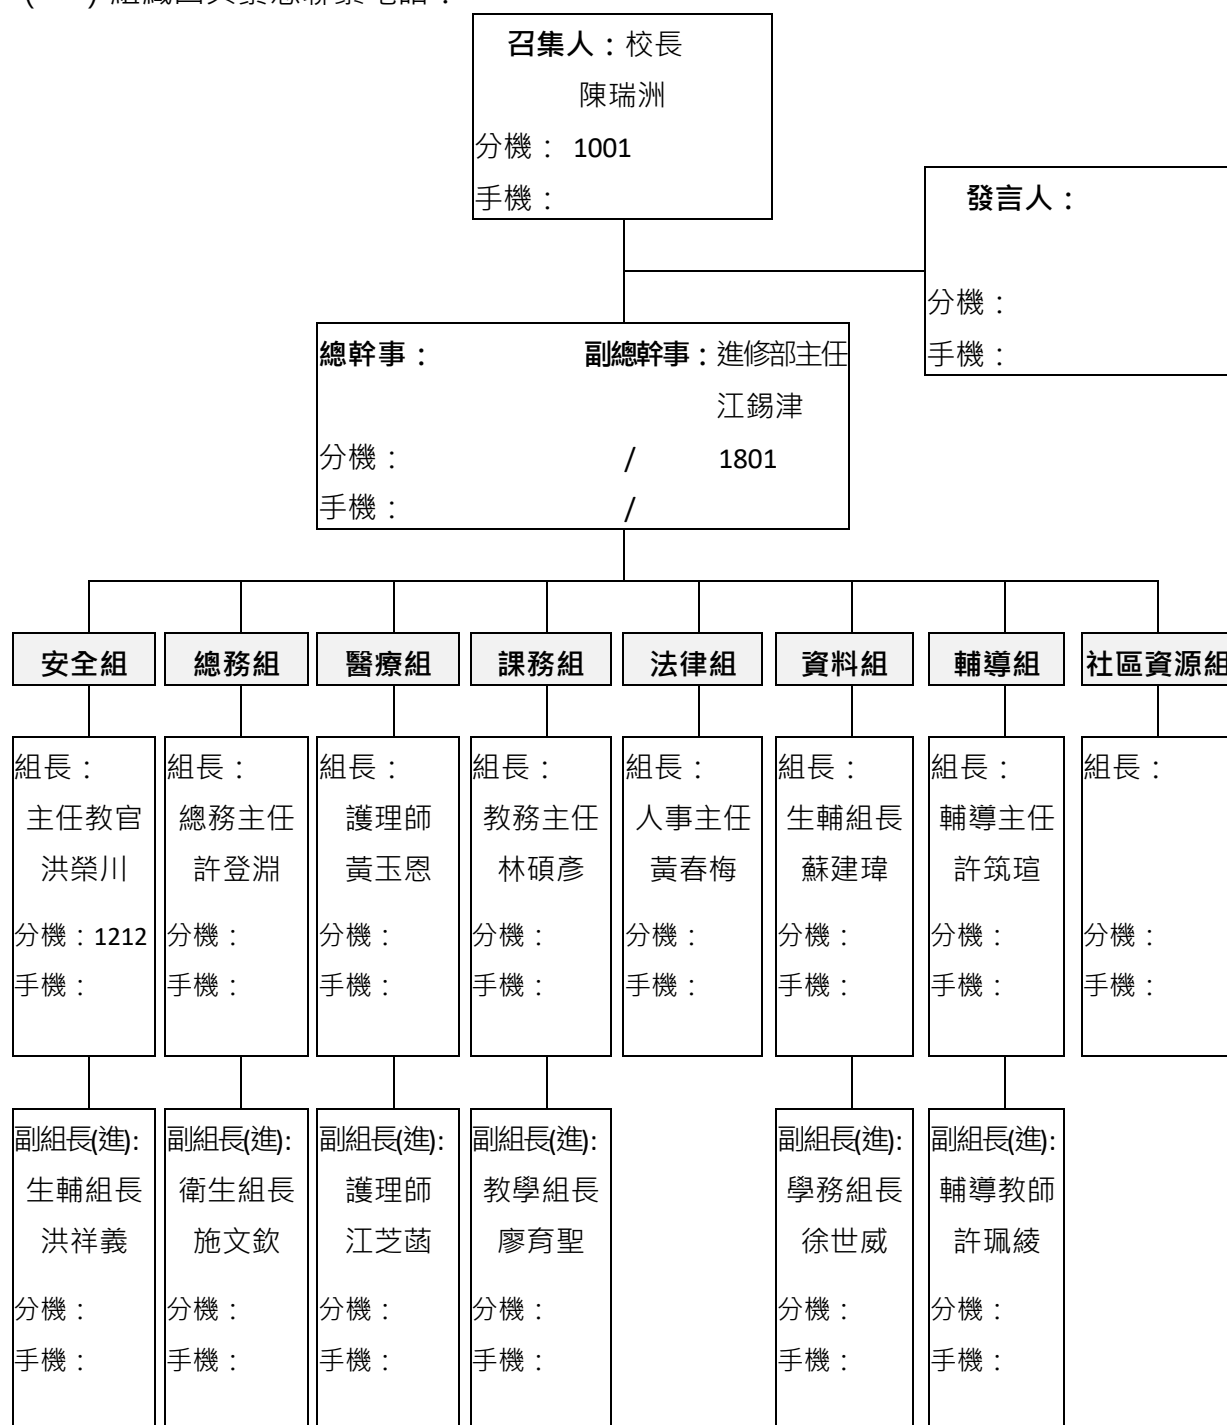 召集人：校長
陳瑞洲
分機： 1001
手機：
發言人：
分機：
手機：
總幹事： 副總幹事：進修部主任
江錫津
分機： / 1801
手機： /
安全組 總務組 醫療組 課務組 法律組 資料組 輔導組 社區資源組
組長： 組長： 組長： 組長： 組長： 組長： 組長： 組長：
主任教官 總務主任 護理師 教務主任 人事主任 生輔組長 輔導主任
洪榮川 許登淵 黃玉恩 林碩彥 黃春梅 蘇建瑋 許筑瑄
分機：1212 分機： 分機： 分機： 分機： 分機： 分機： 分機：
手機： 手機： 手機： 手機： 手機： 手機： 手機： 手機：
副組長(進): 副組長(進): 副組長(進): 副組長(進): 副組長(進): 副組長(進):
生輔組長 衛生組長 護理師 教學組長 學務組長 輔導教師
洪祥義 施文欽 江芝菡 廖育聖 徐世威 許珮綾
分機： 分機： 分機： 分機： 分機： 分機：
手機： 手機： 手機： 手機： 手機： 手機：